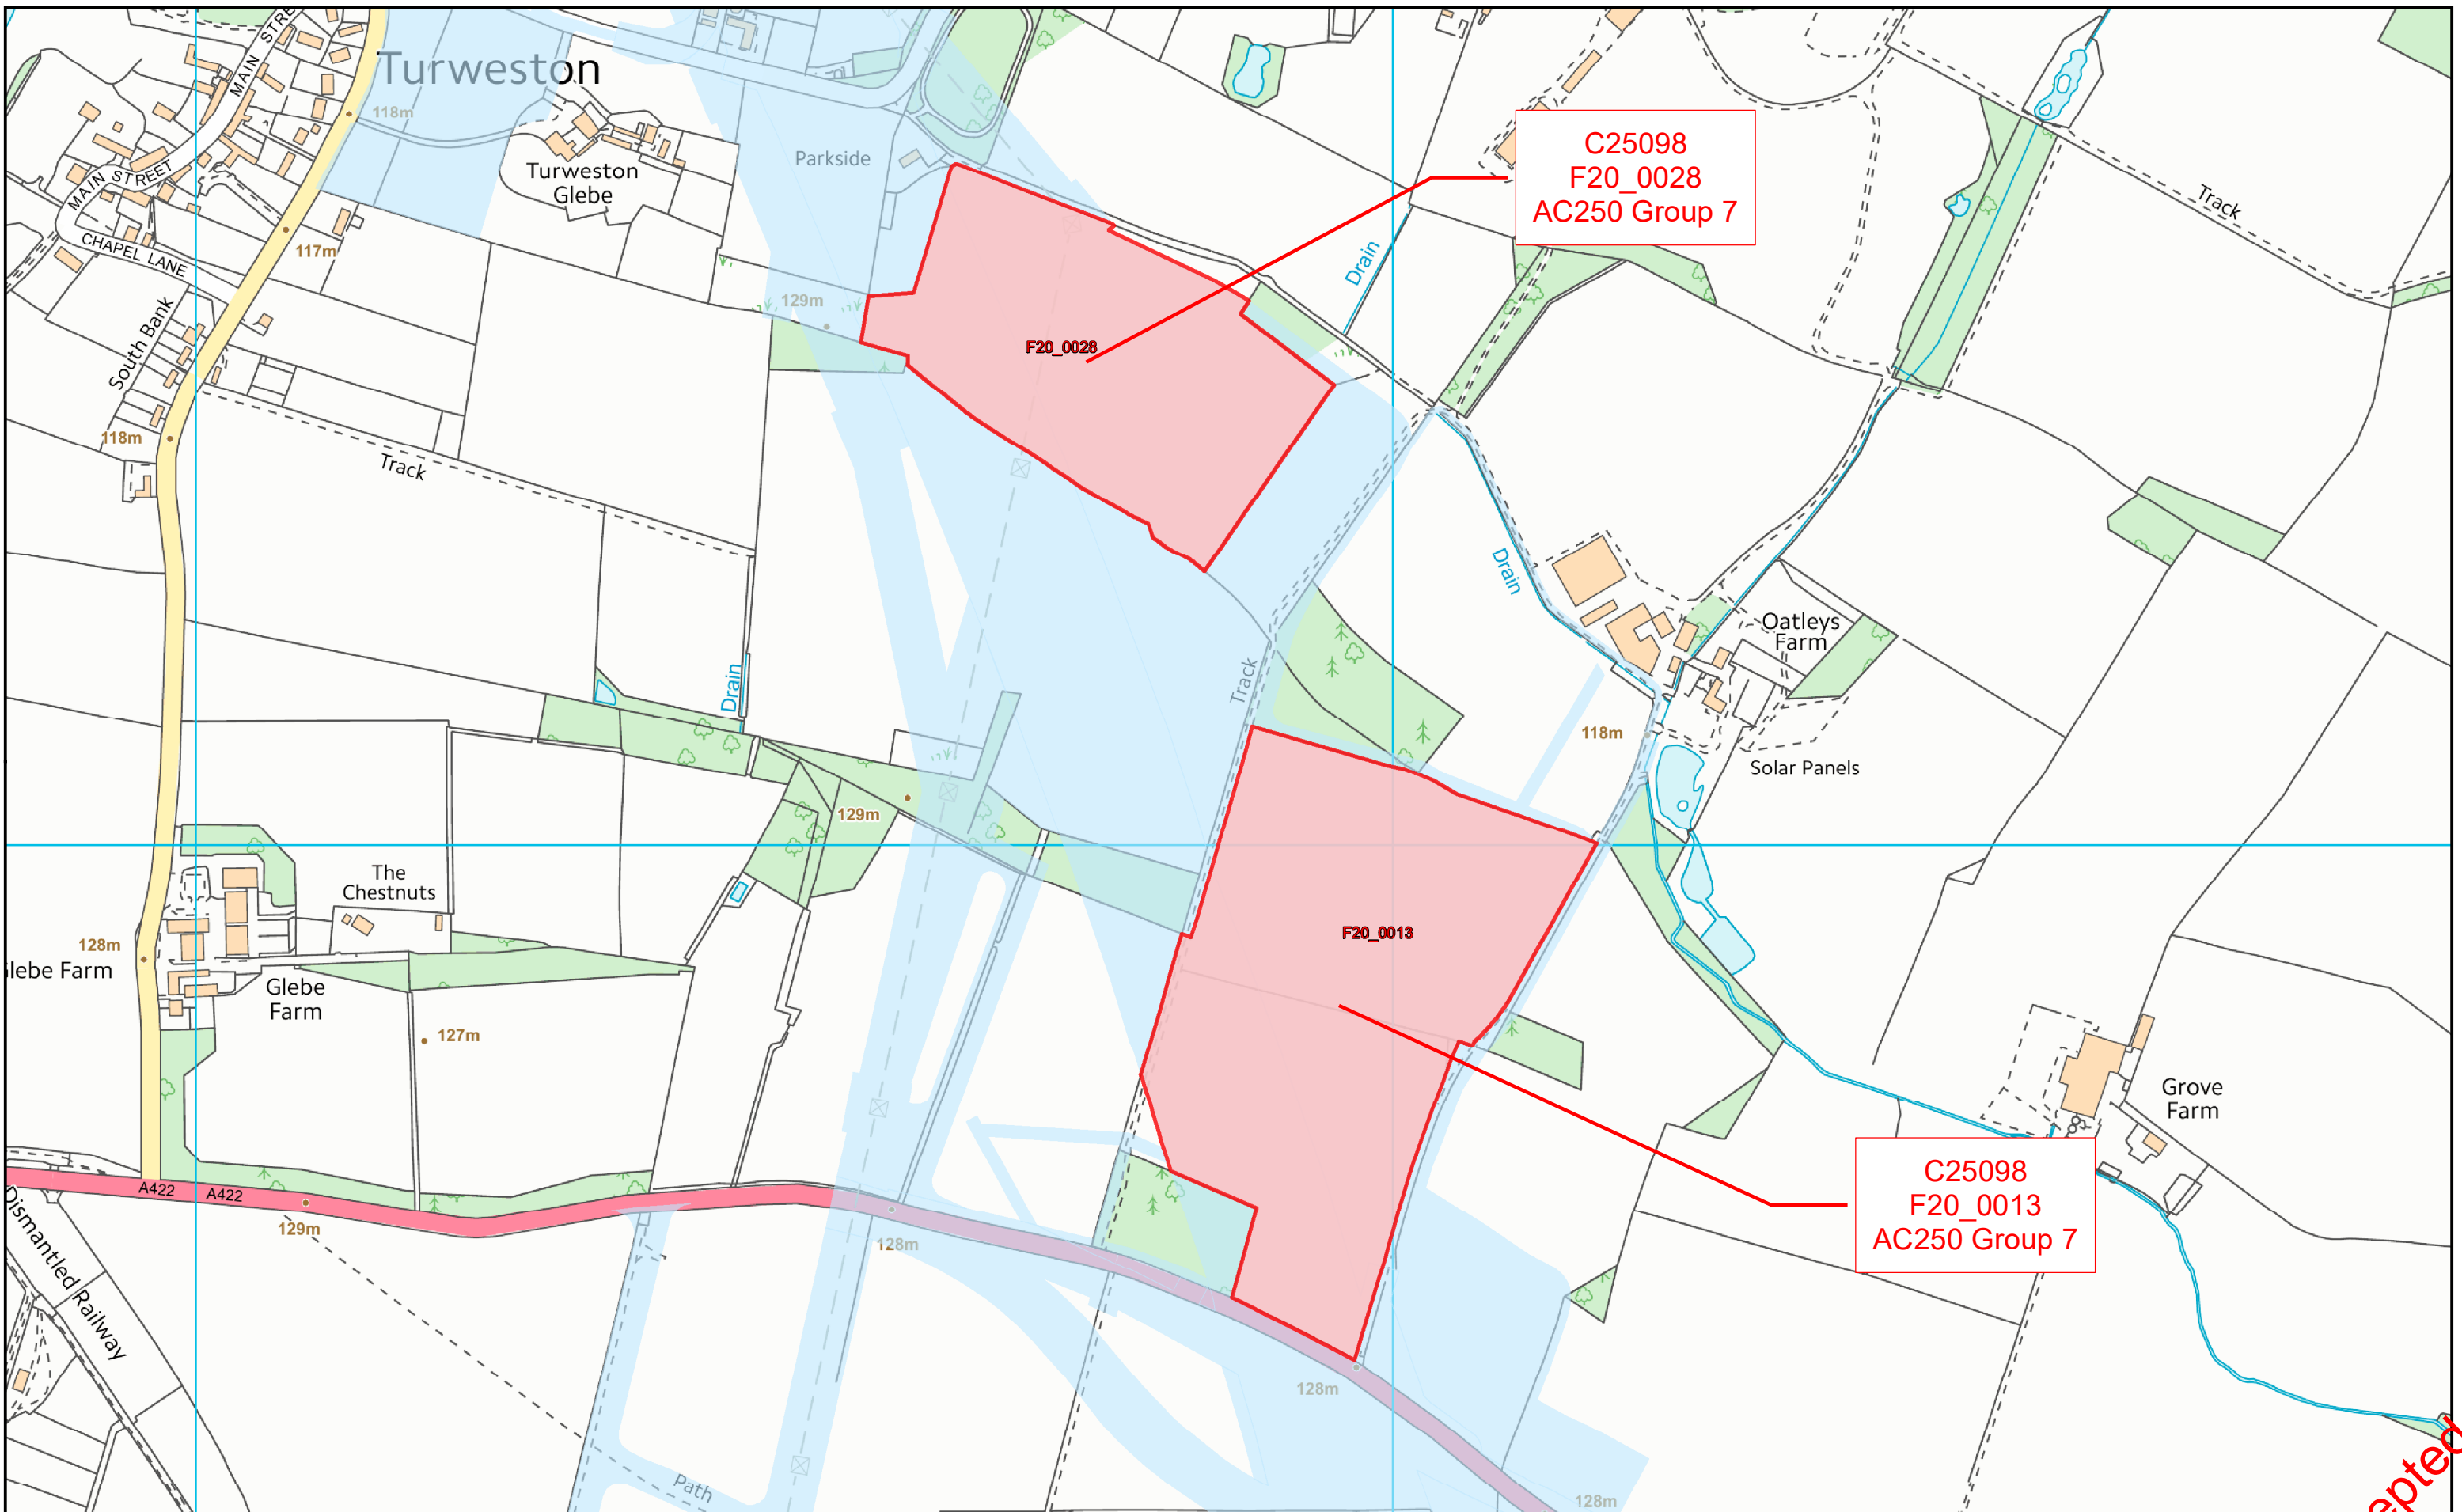 MAIN STRE
Turweston
118m
Parkside
Turweston
Glebe
MAIN STREET
C25098
F20_0028
AC250 Group 7
Track
117m
CHAPEL LANE
Drain
129m
South Bank
F20_0028
118m
Track
Drain
Oatleys
Farm
Drain
Track
118m
Solar Panels
129m
The
Chestnuts
F20_0013
128m
lebe Farm
Glebe
Farm
127m
Grove
Farm
C25098
F20_0013
AC250 Group 7
A422
A422
129m
128m
Dismantled Railway
128m
Path
128m
epted